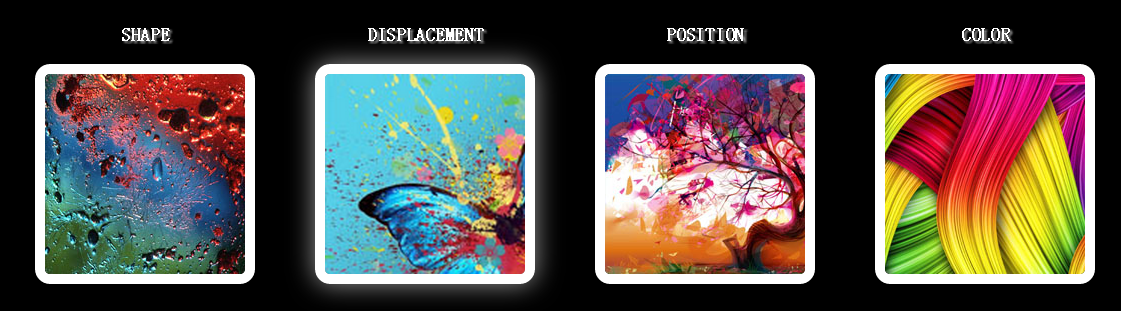 SHAPE
DISPLACEMENT
POSITION
COLOR